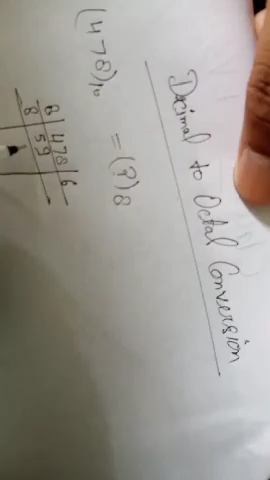 Decimal to Octal Conversion
(478)10 = (?)8
8 478 6
8 59